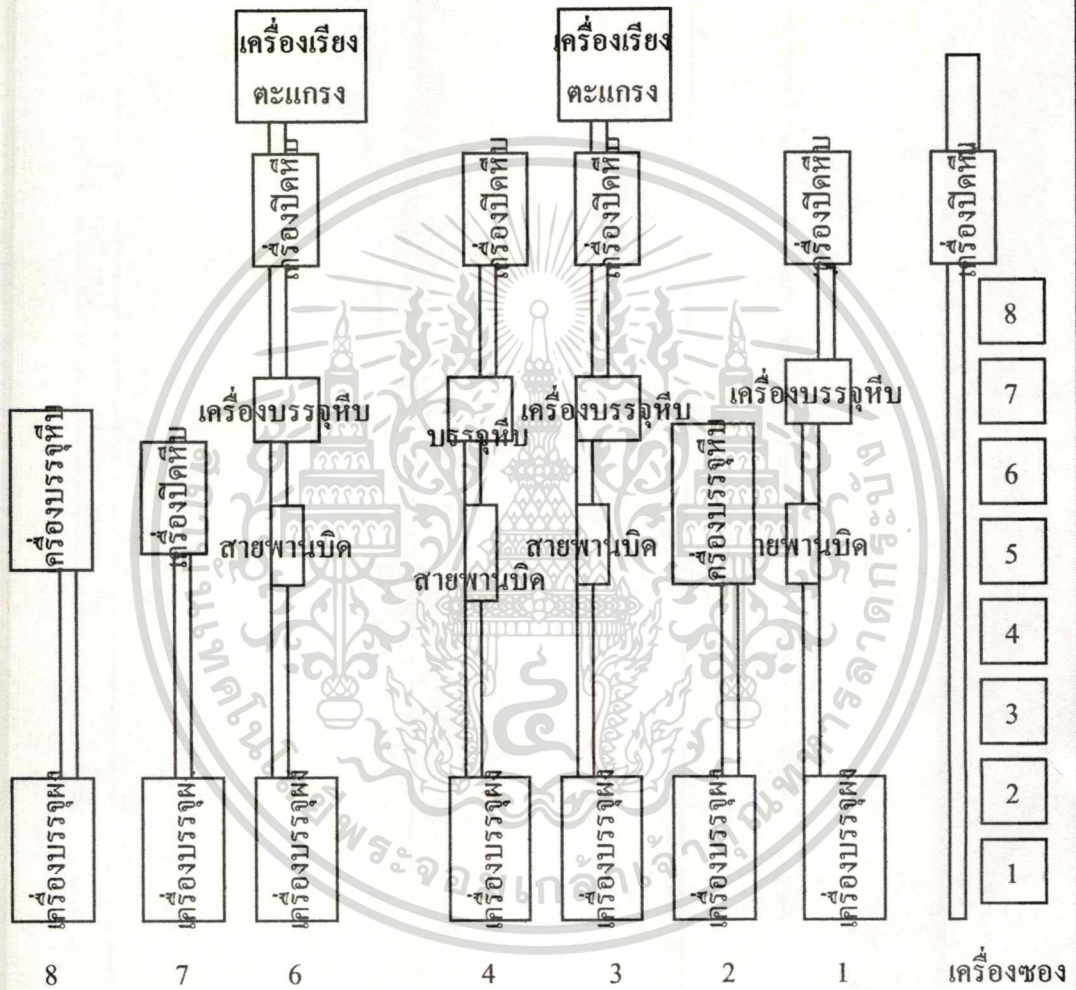 เครื่องเรียง
ตะแกรง
เครื่องเรียง
ตะแกรง
เครื่องปิดหีบ
เครื่องปิดหีบ
เครื่องปิดหีบ
เครื่องปิดหีบ
เครื่องปิดหีบ
8
7
6
5
4
3
2
1
เครื่องบรรจุหีบ
บรรจุหีบ
เครื่องบรรจุหีบ
เครื่องบรรจุหีบ
เครื่องบรรจุหีบ
เครื่องปิดหีบ
เครื่องบรรจุหีบ
สายพานบิด
สายพานบิด
สายพานบิด
ายพานบิด
เครื่องบรรจุผง
เครื่องบรรจุผง
เครื่องบรรจุผง
เครื่องบรรจุผง
เครื่องบรรจุผง
เครื่องบรรจุผง
เครื่องบรรจุผง
8 7 6 4 3 2 1 เครื่องซอง